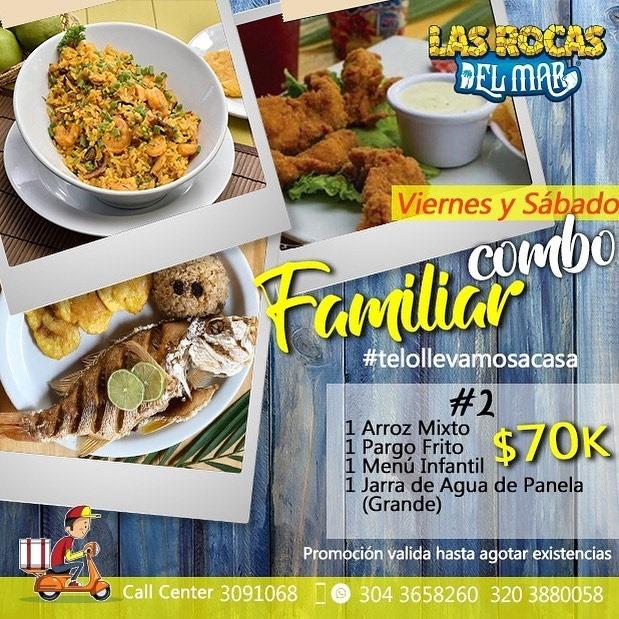 LAS ROCAS
DEL MAR
Viernes y Sábado
combo
Familiar
#telollevamosacasa
#2
1 Arroz Mixto
1 Pargo Frito
1 Menú Infantil
$70K
1 Jarra de Agua de Panela
(Grande)
Promoción valida hasta agotar existencias
Call Center 3091068 304 3658260 320 3880058